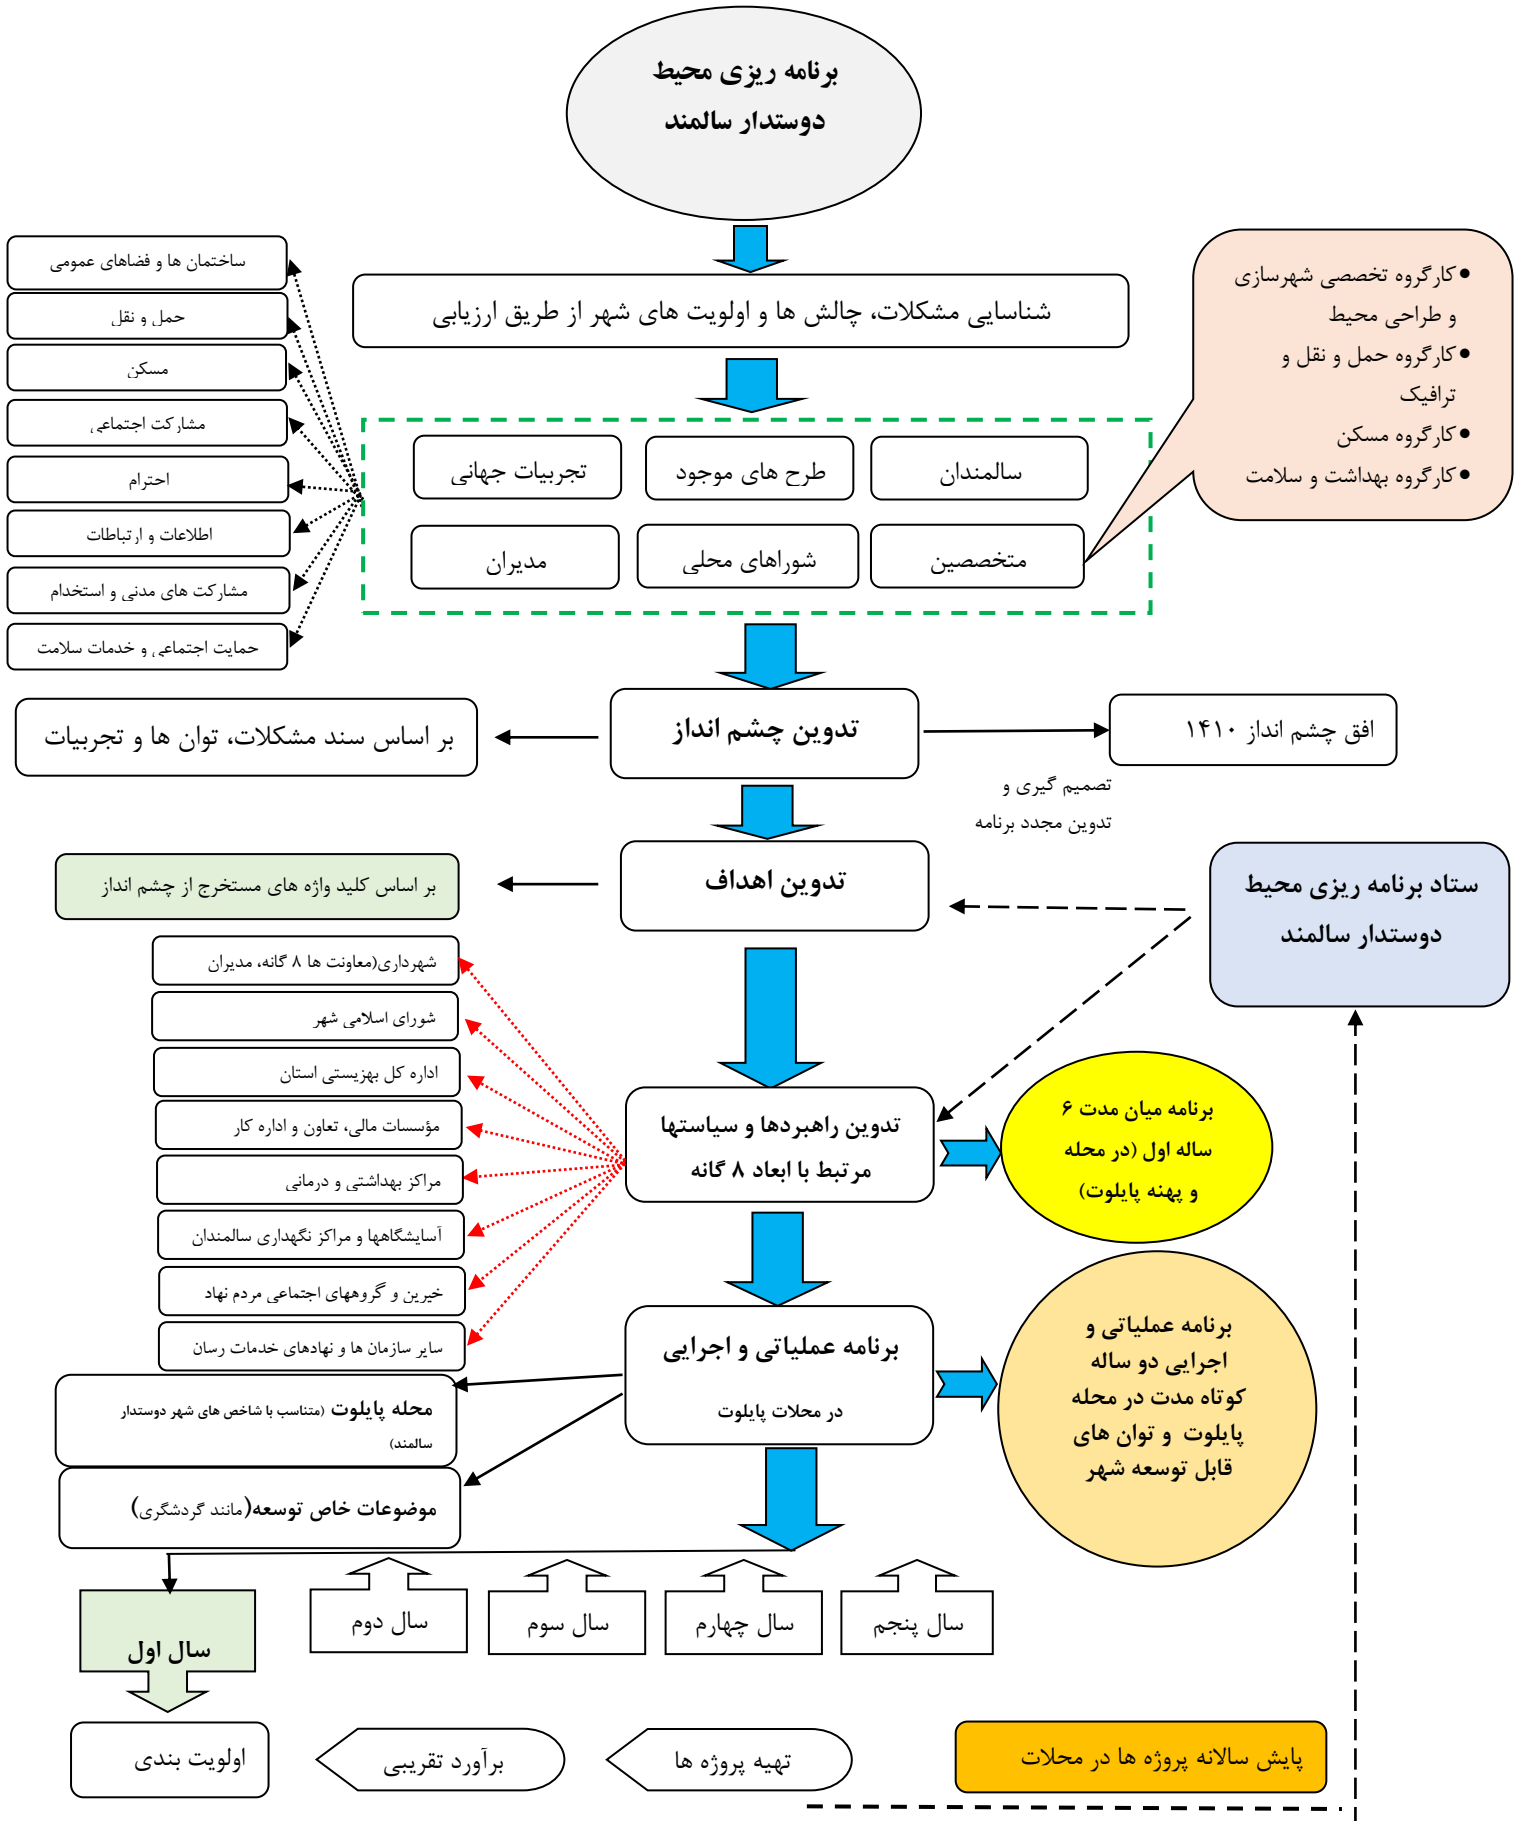 برنامه ریزی محیط
دوستدار سالمند
شناسایی مشکلات، چالش ها و اولویت های شهر از طریق ارزیابی
ساختمان ها و فضاهای عمومی
حمل و نقل
مسکن
مشارکت اجتماعی
احترام
اطلاعات و ارتباطات
مشارکت های مدنی و استخدام
حمایت اجتماعی و خدمات سلامت
• کارگروه تخصصی شهرسازی
و طراحی محیط
• کارگروه حمل و نقل و
ترافیک
• کارگروه مسکن
• کارگروه بهداشت و سلامت
سالمندان
طرح های موجود
تجربیات جهانی
متخصصین
شوراهای محلی
مدیران
افق چشم انداز ۱۴۱۰
تدوین چشم انداز
بر اساس سند مشکلات، توان ها و تجربیات
تصمیم گیری و
تدوین مجدد برنامه
ستاد برنامه ریزی محیط
دوستدار سالمند
تدوین اهداف
بر اساس کلید واژه های مستخرج از چشم انداز
شهرداری(معاونت ها ۸ گانه، مدیران
شورای اسلامی شهر
اداره کل بهزیستی استان
مؤسسات مالی، تعاون و اداره کار
مراکز بهداشتی و درمانی
آسایشگاهها و مراکز نگهداری سالمندان
خیرین و گروههای اجتماعی مردم نهاد
سایر سازمان ها و نهادهای خدمات رسان
تدوین راهبردها و سیاستها
مرتبط با ابعاد ۸ گانه
برنامه میان مدت ۶
ساله اول (در محله
و پهنه پایلوت)
برنامه عملیاتی و اجرایی
در محلات پایلوت
برنامه عملیاتی و
اجرایی دو ساله
کوتاه مدت در محله
پایلوت و توان های
قابل توسعه شهر
محله پایلوت (متناسب با شاخص های شهر دوستدار
سالمند)
موضوعات خاص توسعه(مانند گردشگری)
سال اول
سال دوم
سال سوم
سال چهارم
سال پنجم
اولویت بندی
برآورد تقریبی
تهیه پروژه ها
پایش سالانه پروژه ها در محلات